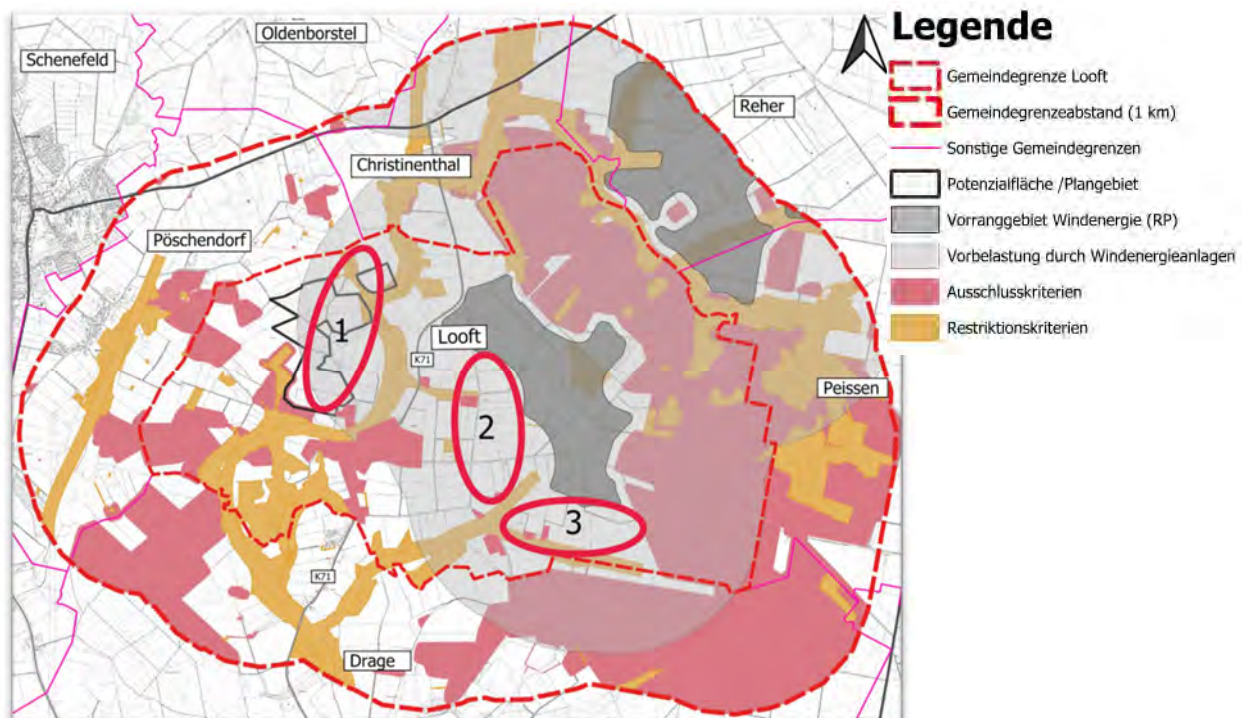 Oldenborstel
Schenefeld
Reher
Christinenthal
Pöschendorf
1
Looft
K71
Peissen
2
3
K71
Drage
Legende
Gemeindegrenze Looft
Gemeindegrenzeabstand (1 km)
Sonstige Gemeindegrenzen
Potenzialfläche /Plangebiet
Vorranggebiet Windenergie (RP)
Vorbelastung durch Windenergieanlagen
Ausschlusskriterien
Restriktionskriterien